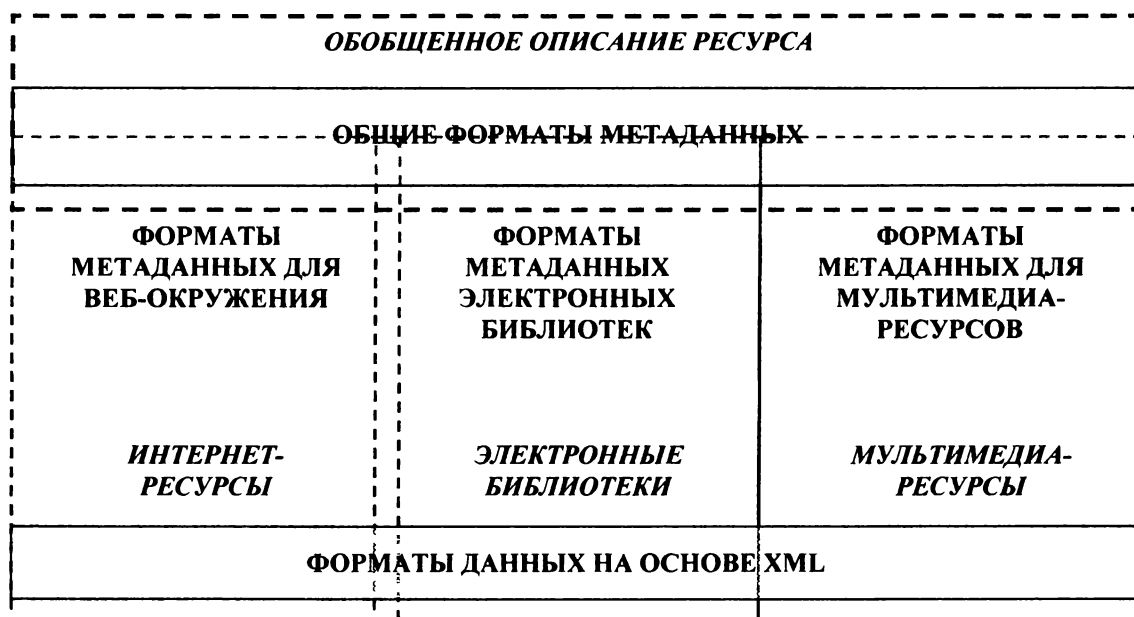 ОБОБЩЕННОЕ ОПИСАНИЕ РЕСУРСА
ОБЩИЕ ФОРМАТЫ МЕТАДАННЫХ
ФОРМАТЫ
МЕТАДАННЫХ ДЛЯ
ВЕБ-ОКРУЖЕНИЯ
ИНТЕРНЕТ-
РЕСУРСЫ
ФОРМАТЫ
МЕТАДАННЫХ
ЭЛЕКТРОННЫХ
БИБЛИОТЕК
ЭЛЕКТРОННЫЕ
БИБЛИОТЕКИ
ФОРМАТЫ
МЕТАДАННЫХ ДЛЯ
МУЛЬТИМЕДИА-
РЕСУРСОВ
МУЛЬТИМЕДИА-
РЕСУРСЫ
ФОРМАТЫ ДАННЫХ НА ОСНОВЕ XML